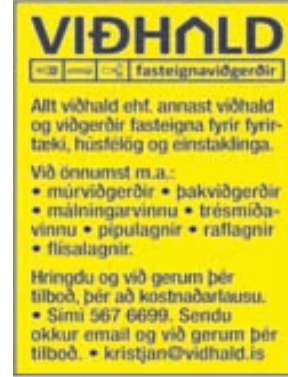 VIÐHALD
fasteignaviðgerðir
Allt viðhald ehf. annast viðhald
og viðgerðir fasteigna fyrir fyrir-
tæki, húsfélög og einstaklinga.
Við önnumst m.a.:
• múrviðgerðir • þakviðgerðir
• málningarvinnu • trésmíða-
vinnu • pípulagnir • raflagnir
• flísalagnir.
Hringdu og við gerum þér
tilboð, þér að kostnaðarlausu.
• Sími 567 6699. Sendu
okkur email og við gerum þér
tilboð. • kristjan@vidhald.is